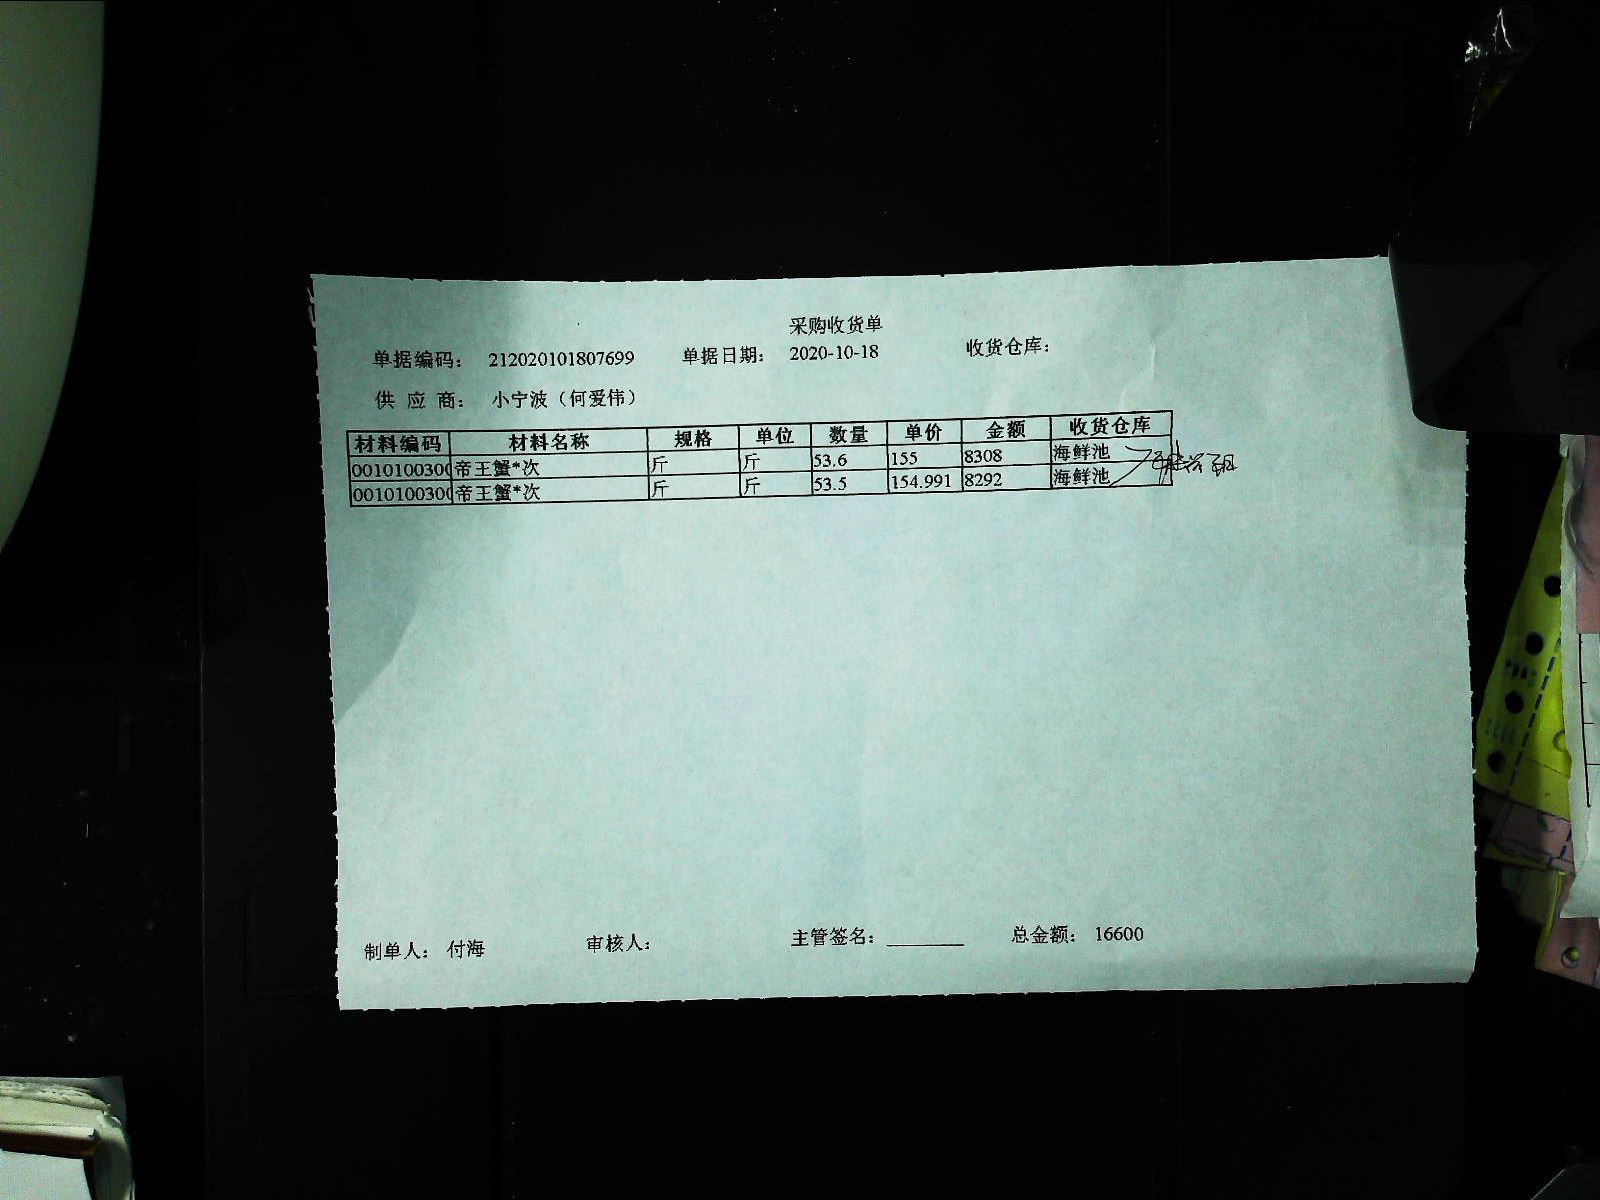 采购收货单
单据编码： 212020101807699 单据日期： 2020-10-18 收货仓库：
供 应 商： 小宁波（何爱伟）
材料编码 材料名称 规格 单位 数量 单价 金额 收货仓库
0010100300 帝王蟹*次 斤 斤 53.6 155 8308 海鲜池
0010100300 帝王蟹*次 斤 斤 53.5 154.991 8292 海鲜池
制单人： 付海 审核人： 主管签名： ________ 总金额： 16600